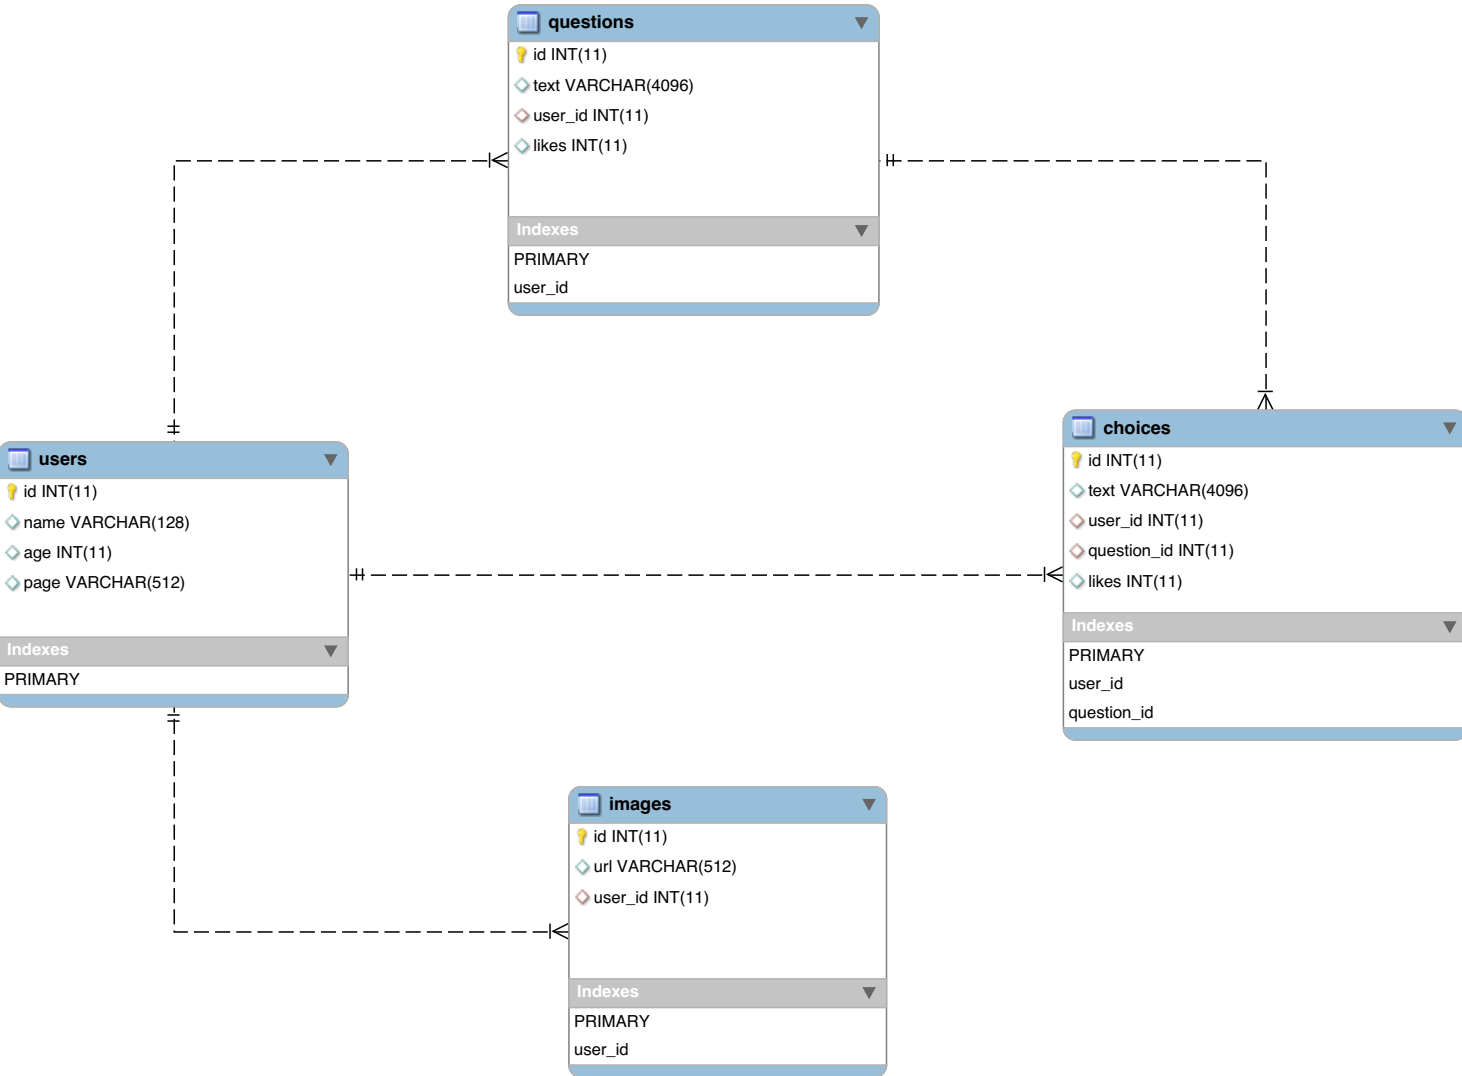 questions
id INT(11)
text VARCHAR(4096)
user_id INT(11)
likes INT(11)
Indexes
PRIMARY
user_id
users
id INT(11)
name VARCHAR(128)
age INT(11)
page VARCHAR(512)
Indexes
PRIMARY
choices
id INT(11)
text VARCHAR(4096)
user_id INT(11)
question_id INT(11)
likes INT(11)
Indexes
PRIMARY
user_id
question_id
images
id INT(11)
url VARCHAR(512)
user_id INT(11)
Indexes
PRIMARY
user_id